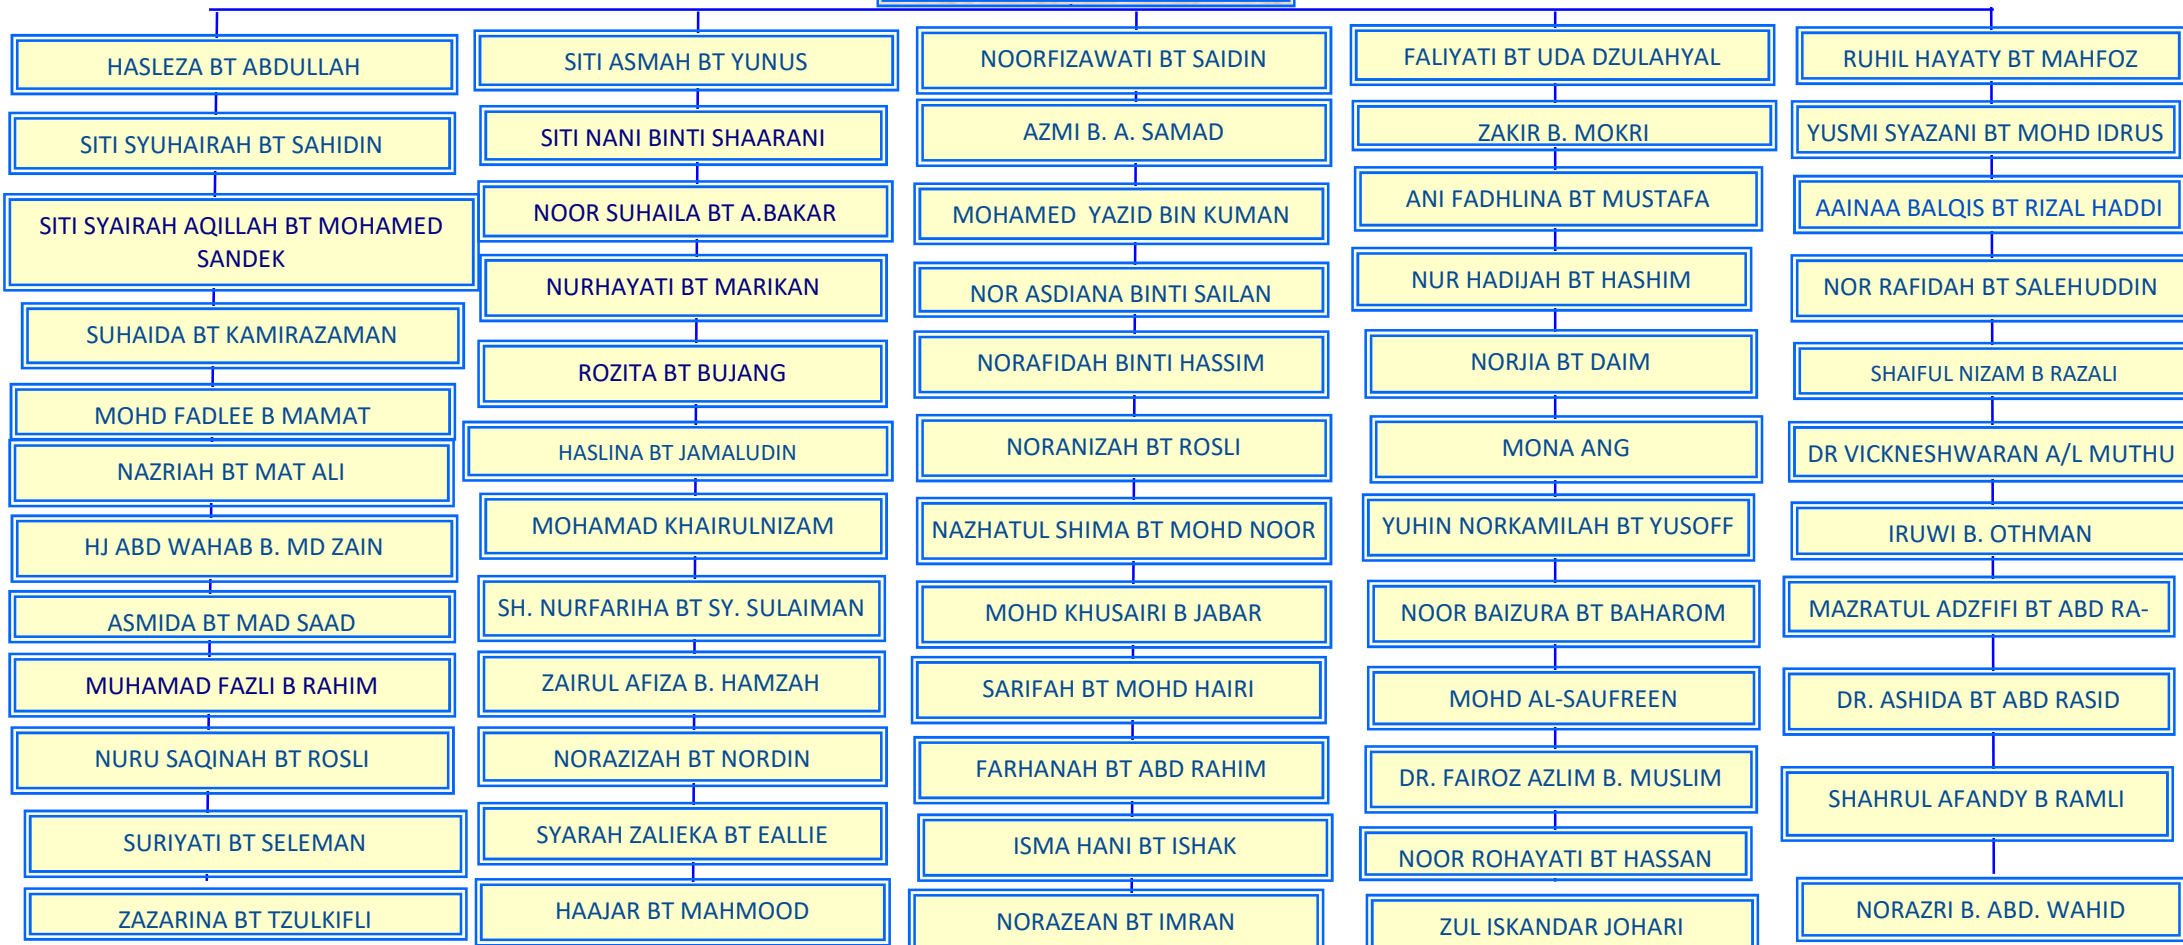 HASLEZA BT ABDULLAH
SITI SYUHAIRAH BT SAHIDIN
SITI SYAIRAH AQILLAH BT MOHAMED
SANDEK
SUHAIDA BT KAMIRAZAMAN
MOHD FADLEE B MAMAT
NAZRIAH BT MAT ALI
HJ ABD WAHAB B. MD ZAIN
ASMIDA BT MAD SAAD
MUHAMAD FAZLI B RAHIM
NURU SAQINAH BT ROSLI
SURIYATI BT SELEMAN
ZAZARINA BT TZULKIFLI
SITI ASMAH BT YUNUS
SITI NANI BINTI SHAARANI
NOOR SUHAILA BT A.BAKAR
NURHAYATI BT MARIKAN
ROZITA BT BUJANG
HASLINA BT JAMALUDIN
MOHAMAD KHAIRULNIZAM
SH. NURFARIHA BT SY. SULAIMAN
ZAIRUL AFIZA B. HAMZAH
NORAZIZAH BT NORDIN
SYARAH ZALIEKA BT EALLIE
HAAJAR BT MAHMOOD
NOORFIZAWATI BT SAIDIN
AZMI B. A. SAMAD
MOHAMED  YAZID BIN KUMAN
NOR ASDIANA BINTI SAILAN
NORAFIDAH BINTI HASSIM
NORANIZAH BT ROSLI
NAZHATUL SHIMA BT MOHD NOOR
MOHD KHUSAIRI B JABAR
SARIFAH BT MOHD HAIRI
FARHANAH BT ABD RAHIM
ISMA HANI BT ISHAK
NORAZEAN BT IMRAN
FALIYATI BT UDA DZULAHYAL
ZAKIR B. MOKRI
ANI FADHLINA BT MUSTAFA
NUR HADIJAH BT HASHIM
NORJIA BT DAIM
MONA ANG
YUHIN NORKAMILAH BT YUSOFF
NOOR BAIZURA BT BAHAROM
MOHD AL-SAUFREEN
DR. FAIROZ AZLIM B. MUSLIM
NOOR ROHAYATI BT HASSAN
ZUL ISKANDAR JOHARI
RUHIL HAYATY BT MAHFOZ
YUSMI SYAZANI BT MOHD IDRUS
AAINAA BALQIS BT RIZAL HADDI
NOR RAFIDAH BT SALEHUDDIN
SHAIFUL NIZAM B RAZALI
DR VICKNESHWARAN A/L MUTHU
IRUWI B. OTHMAN
MAZRATUL ADZFIFI BT ABD RA-
DR. ASHIDA BT ABD RASID
SHAHRUL AFANDY B RAMLI
NORAZRI B. ABD. WAHID